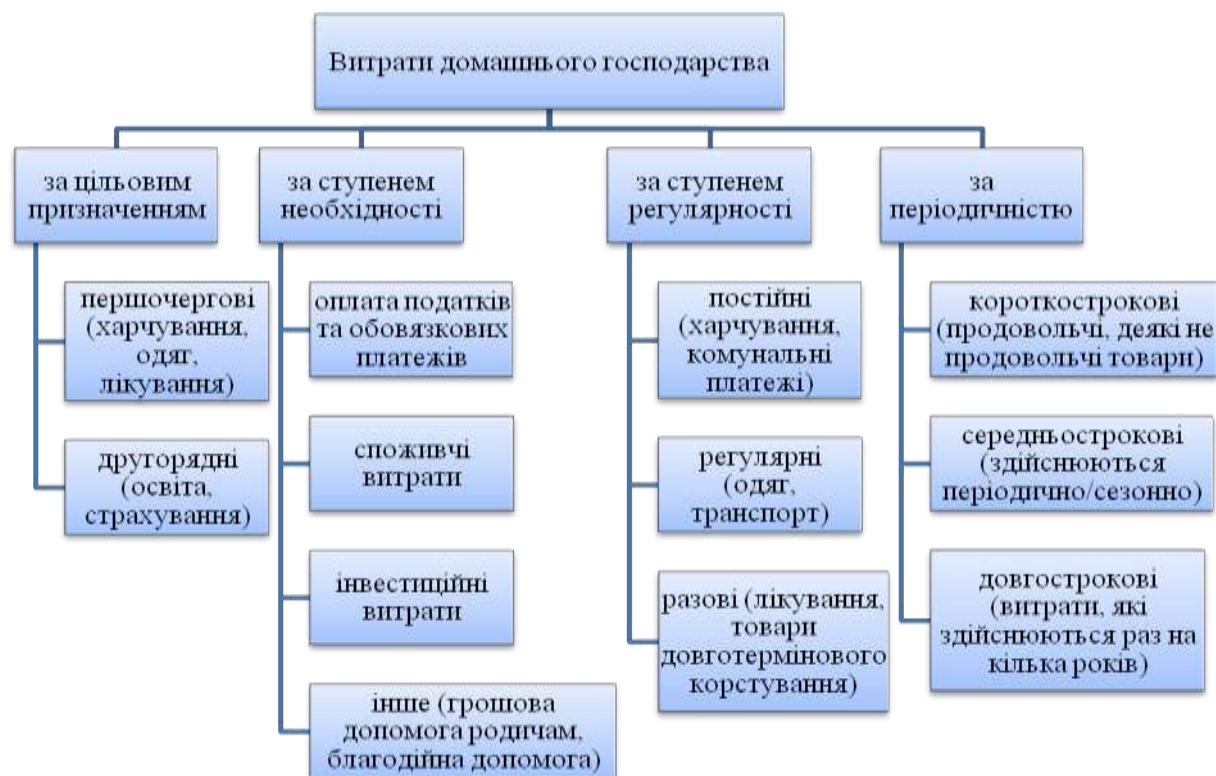 Витрати домашнього господарства
за цільовим
призначенням
першочергові
(харчування,
одяг,
лікування)
другорядні
(освіта,
страхування)
за ступенем
необхідності
оплата податків
та обовязкових
платежів
споживчі
витрати
інвестиційні
витрати
інше (грошова
допомога родичам,
благодійна допомога)
за ступенем
регулярності
постійні
(харчування,
комунальні
платежі)
регулярні
(одяг,
транспорт)
разові (лікування,
товари
довготермінового
корстування)
за
періодичністю
короткострокові
(продовольчі, деякі не
продовольчі товари)
середньострокові
(здійснюються
періодично/сезонно)
довгострокові
(витрати, які
здійснюються раз на
кілька років)